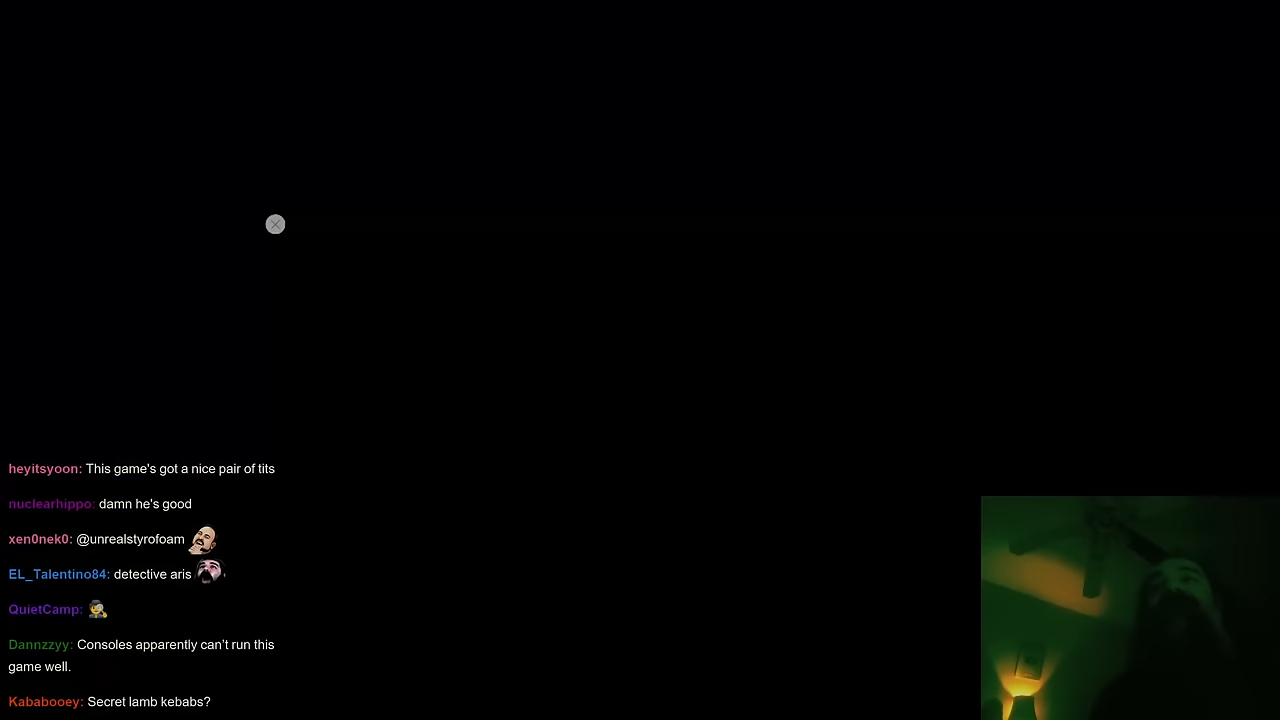 heyitsyoon: This game's got a nice pair of tits
nuclearhippo: damn he's good
xen0nek0: @unrealstyrofoam
EL_Talentino84: detective aris
QuietCamp:
Dannzzyy: Consoles apparently can't run this
game well.
Kababooey: Secret lamb kebabs?